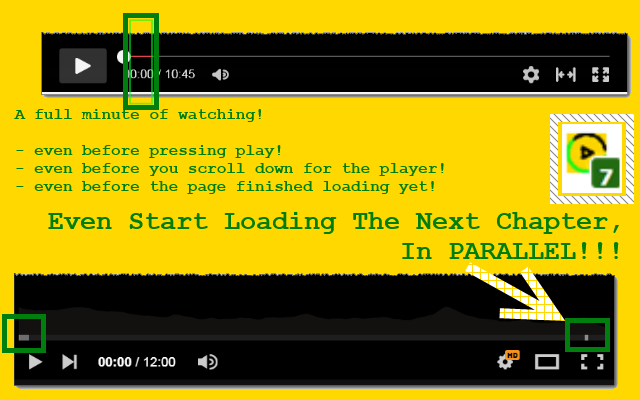 00:00 / 10:45
A full minute of watching!
- even before pressing play!
- even before you scroll down for the player!
- even before the page finished loading yet!
7
Even Start Loading The Next Chapter,
In PARALLEL!!!
00:00 / 12:00
HD